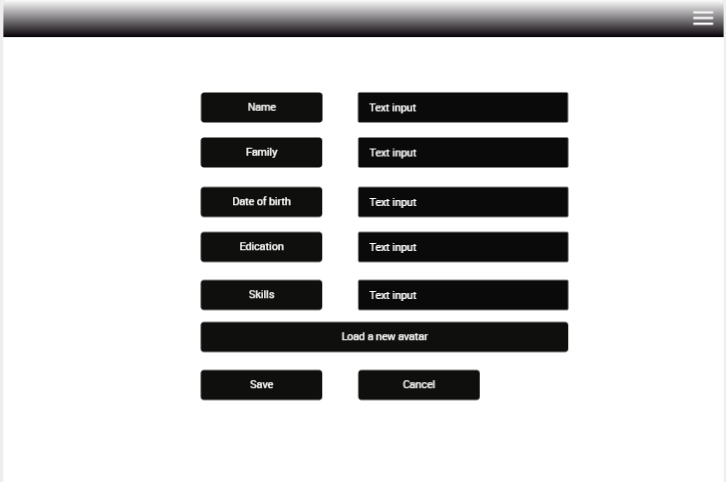 Name Text input
Family Text input
Date of birth Text input
Edication Text input
Skills Text input
Load a new avatar
Save Cancel